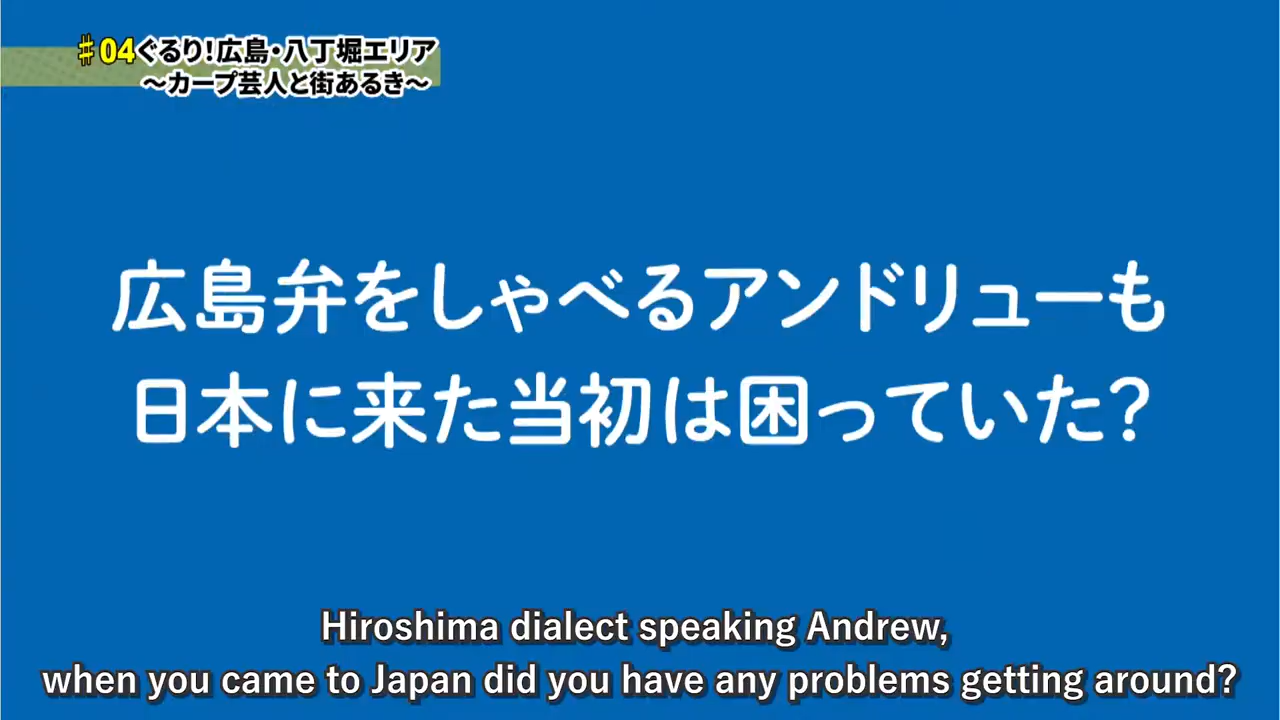 #04ぐるり!広島・八丁堀エリア
～カープ芸人と街あるき～
広島弁をしゃべるアンドリューも
日本に来た当初は困っていた?
Hiroshima dialect speaking Andrew,
when you came to Japan did you have any problems getting around?